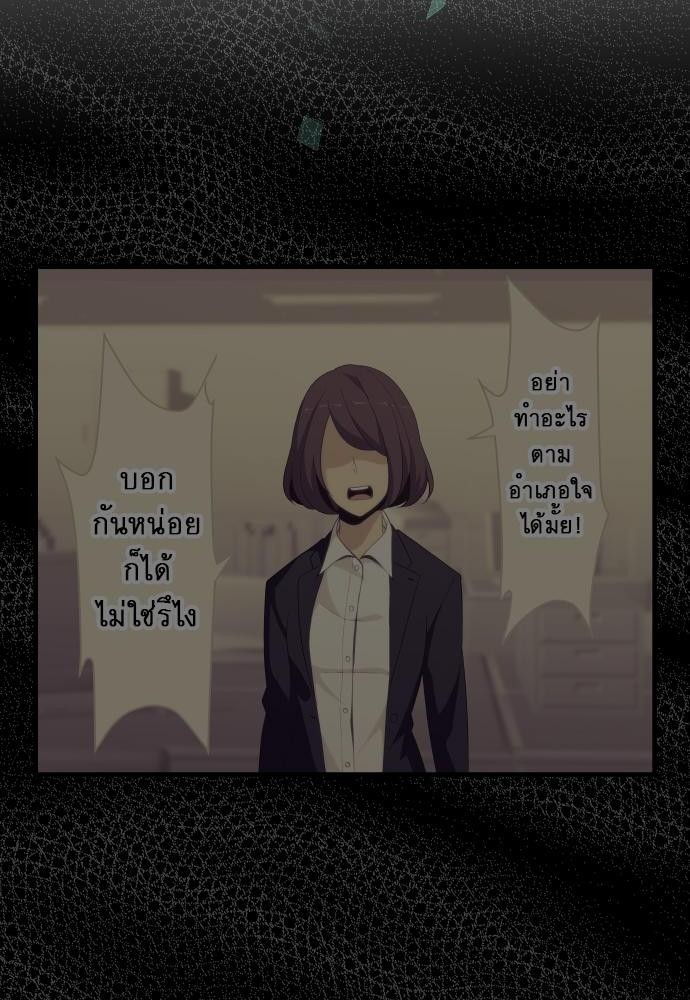 บอก
กันหน่อย
ก็ได้
ไม่ใช่รึไง
อย่า
ทำอะไร
ตาม
อำเภอใจ
ได้มั้ย!